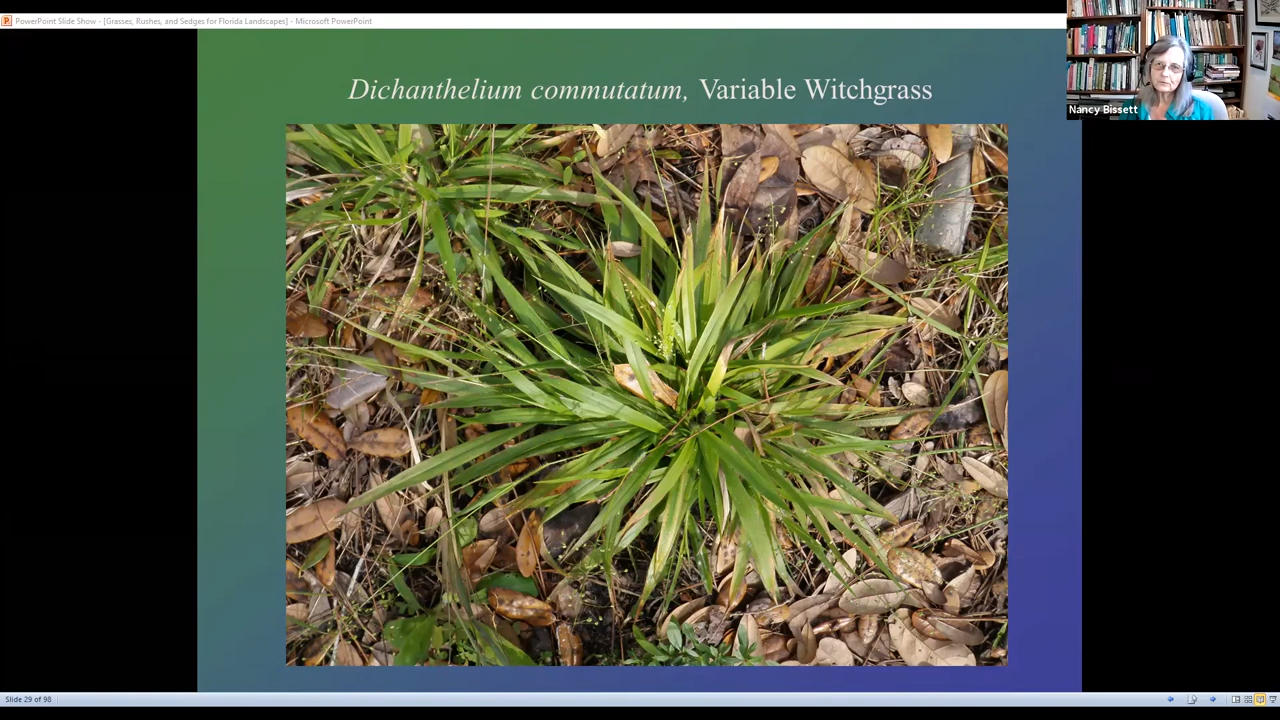 PowerPoint Slide Show - [Grasses, Rushes, and Sedges for Florida Landscapes] - Microsoft PowerPoint
Dichanthelium commutatum, Variable Witchgrass
Nancy Bissett
Slide 29 of 98